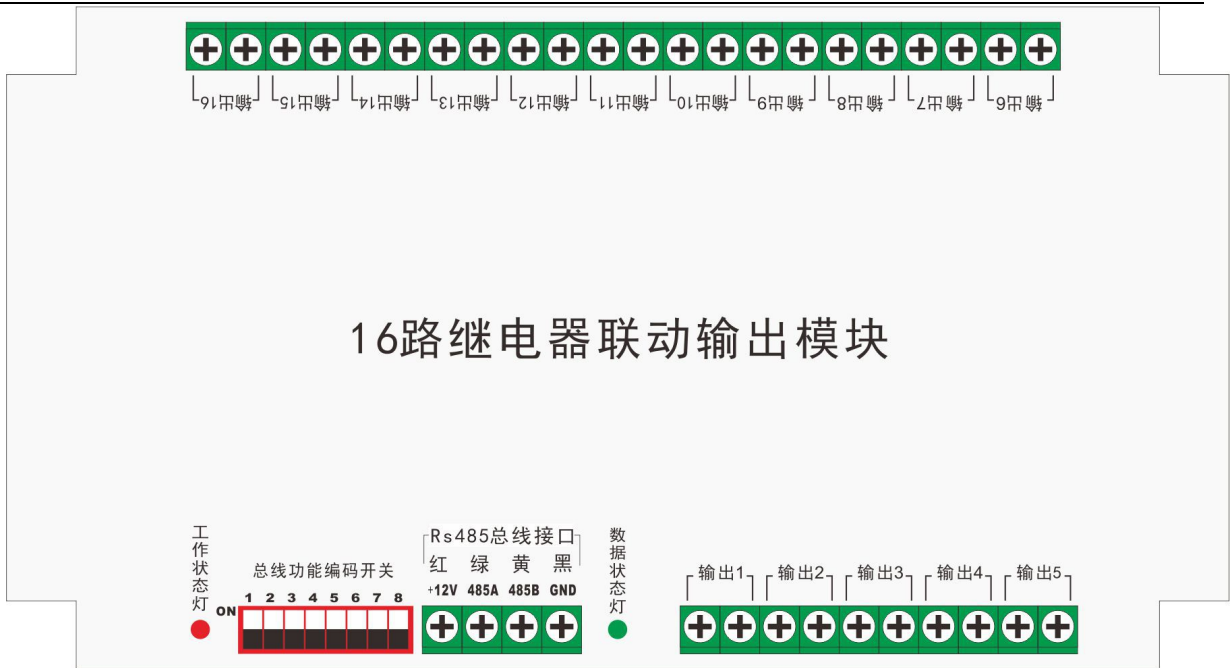 输出16 输出15 输出14 输出13 输出12 输出11 输出10 输出9 输出8 输出7 输出6
16路继电器联动输出模块
工作状态灯
总线功能编码开关
ON
1 2 3 4 5 6 7 8
Rs485总线接口
红 绿 黄 黑
+12V 485A 485B GND
数据状态灯
输出1 输出2 输出3 输出4 输出5